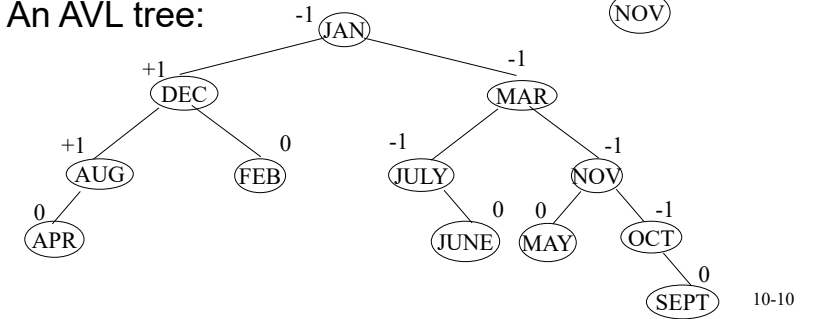 An AVL tree:
NOV
-1
JAN
+1
-1
DEC
MAR
+1
0
-1
-1
AUG
FEB
JULY
NOV
0
0
0
-1
APR
JUNE
MAY
OCT
0
SEPT
10-10